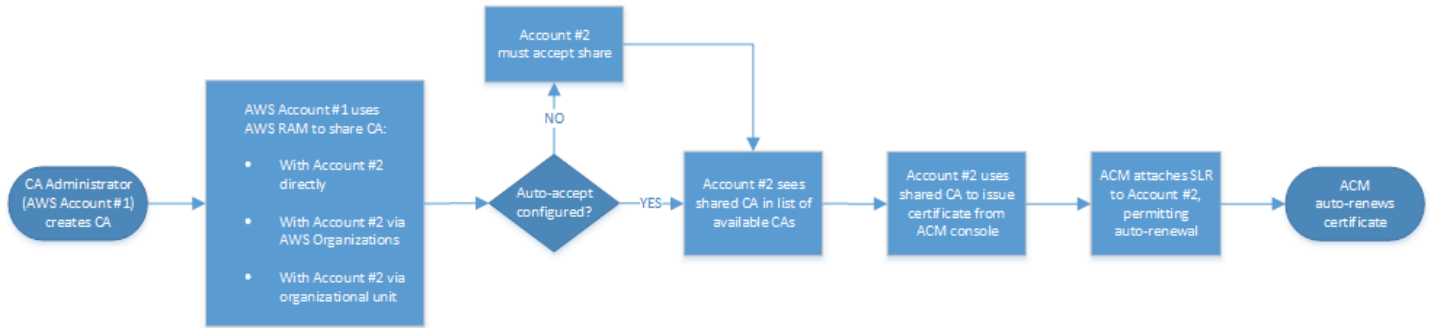 CA Administrator
(AWS Account #1)
creates CA
AWS Account #1 uses
AWS RAM to share CA:
• With Account #2
directly
• With Account #2 via
AWS Organizations
• With Account #2 via
organizational unit
Auto-accept
configured?
NO
Account #2
must accept share
YES
Account #2 sees
shared CA in list of
available CAs
Account #2 uses
shared CA to issue
certificate from
ACM console
ACM attaches SLR
to Account #2,
permitting
auto-renewal
ACM
auto-renews
certificate